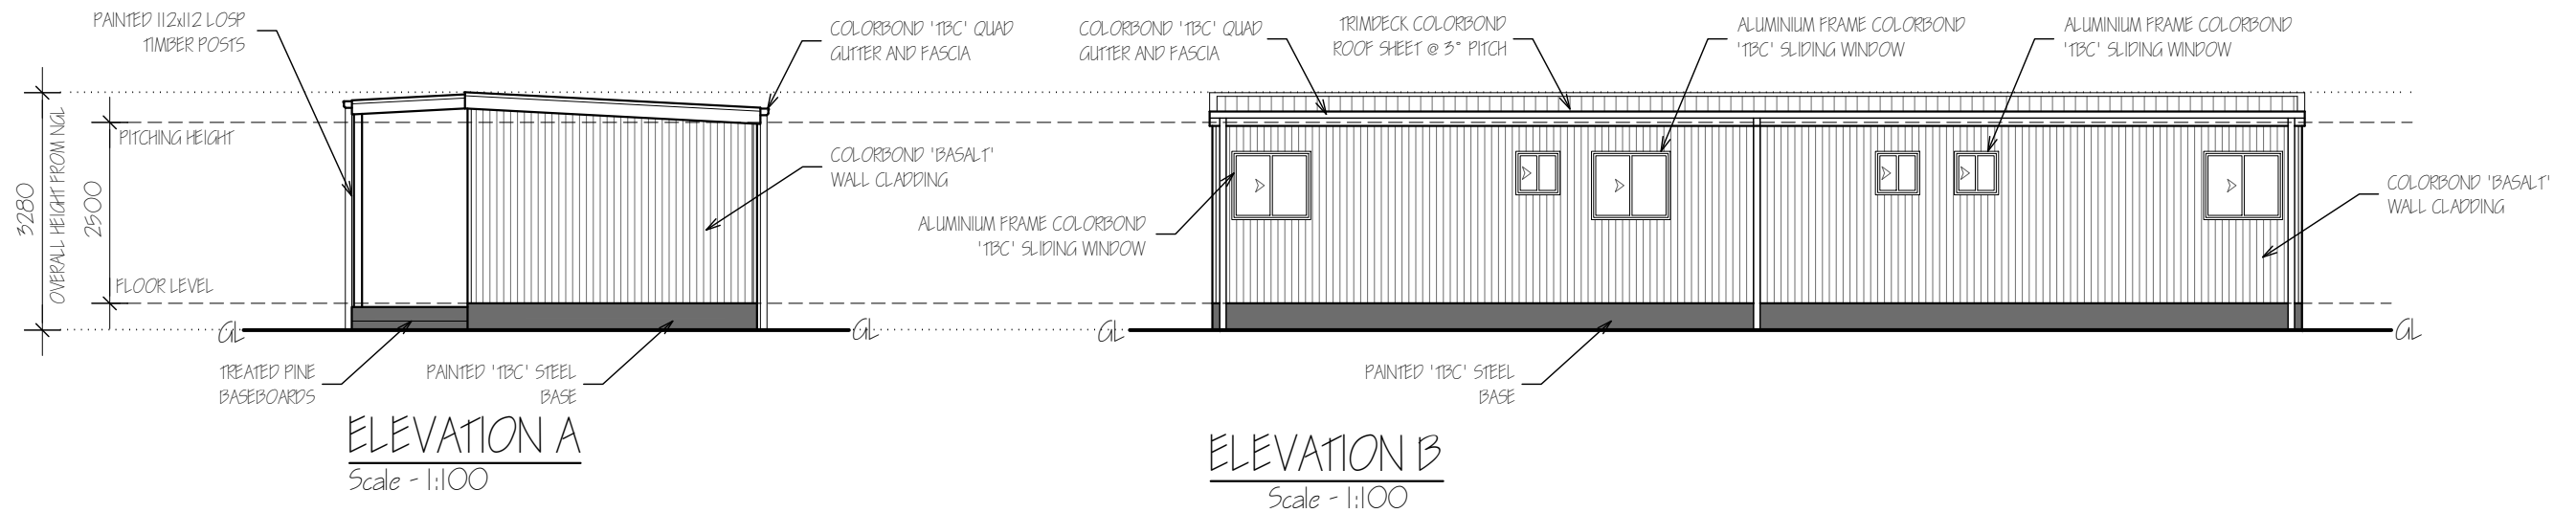 PAINTED 112x112 LOSP
TIMBER POSTS
COLORBOND 'TBC' QUAD
GUTTER AND FASCIA
COLORBOND 'TBC' QUAD
GUTTER AND FASCIA
TRIMDECK COLORBOND
ROOF SHEET @ 3° PITCH
ALUMINIUM FRAME COLORBOND
'TBC' SLIDING WINDOW
ALUMINIUM FRAME COLORBOND
'TBC' SLIDING WINDOW
3280
OVERALL HEIGHT FROM NGL
2500
PITCHING HEIGHT
FLOOR LEVEL
COLORBOND 'BASALT'
WALL CLADDING
ALUMINIUM FRAME COLORBOND
'TBC' SLIDING WINDOW
COLORBOND 'BASALT'
WALL CLADDING
GL
GL
GL
GL
TREATED PINE
BASEBOARDS
PAINTED 'TBC' STEEL
BASE
PAINTED 'TBC' STEEL
BASE
ELEVATION A
Scale - 1:100
ELEVATION B
Scale - 1:100